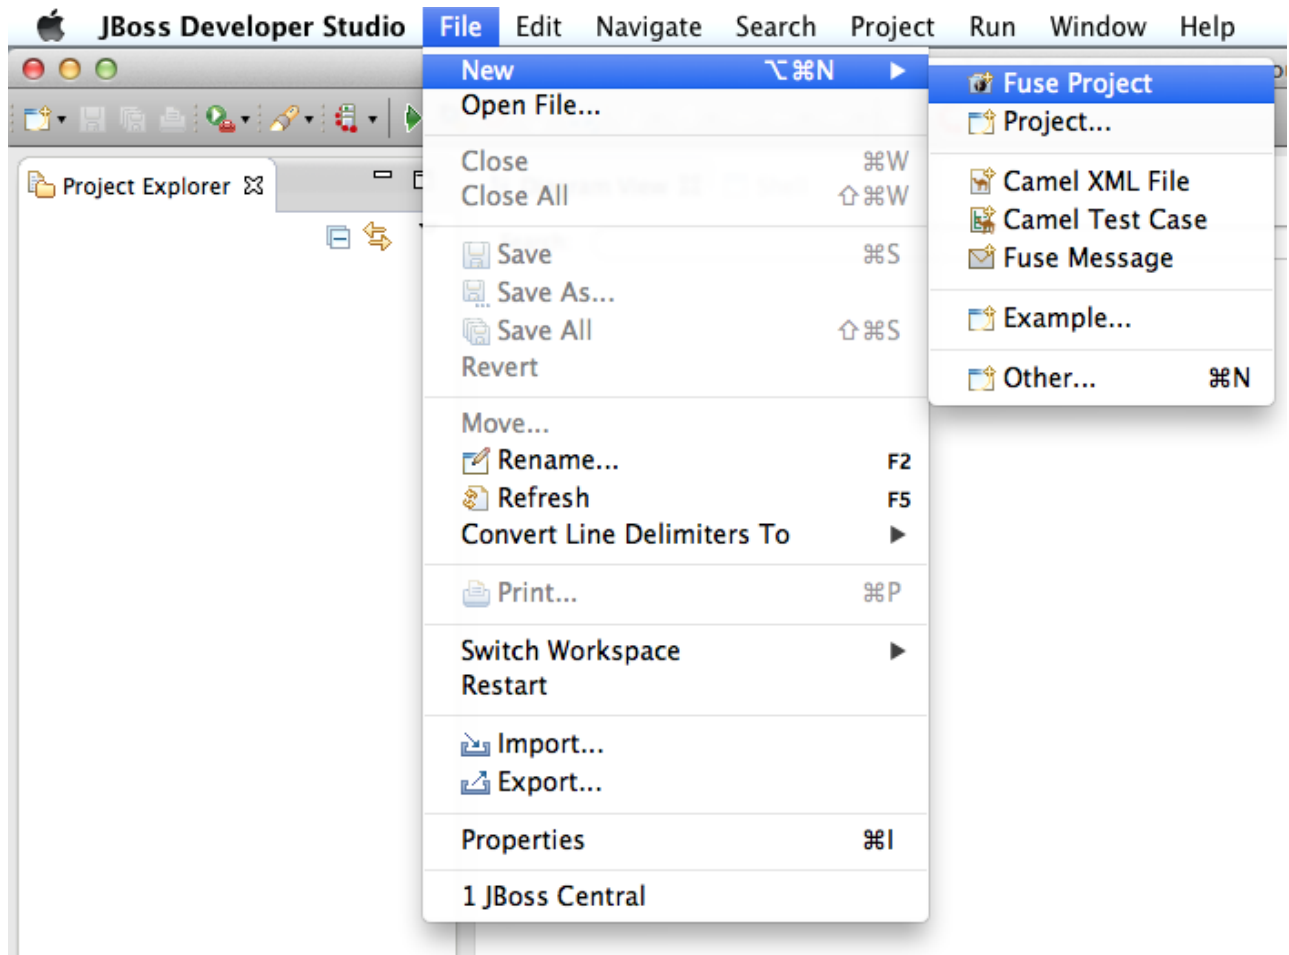 JBoss Developer Studio File Edit Navigate Search Project Run Window Help
Project Explorer
New ⌥⌘N
Open File...
Close ⌘W
Close All ⇧⌘W
Save ⌘S
Save As...
Save All ⇧⌘S
Revert
Move...
Rename... F2
Refresh F5
Convert Line Delimiters To
Print... ⌘P
Switch Workspace
Restart
Import...
Export...
Properties ⌘I
1 JBoss Central
Fuse Project
Project...
Camel XML File
Camel Test Case
Fuse Message
Example...
Other... ⌘N